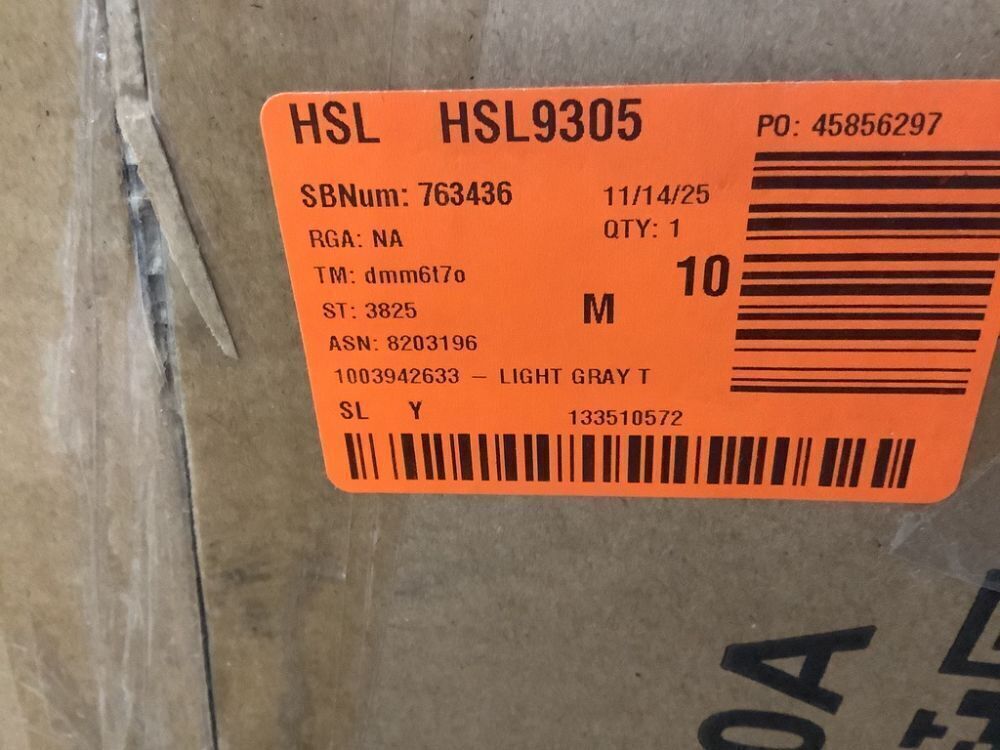 HSL HSL9305 PO: 45856297
SBNum: 763436 11/14/25
RGA: NA QTY: 1
TM: dmm6t7o 10
ST: 3825 M
ASN: 8203196
1003942633 – LIGHT GRAY T
SL Y 133510572